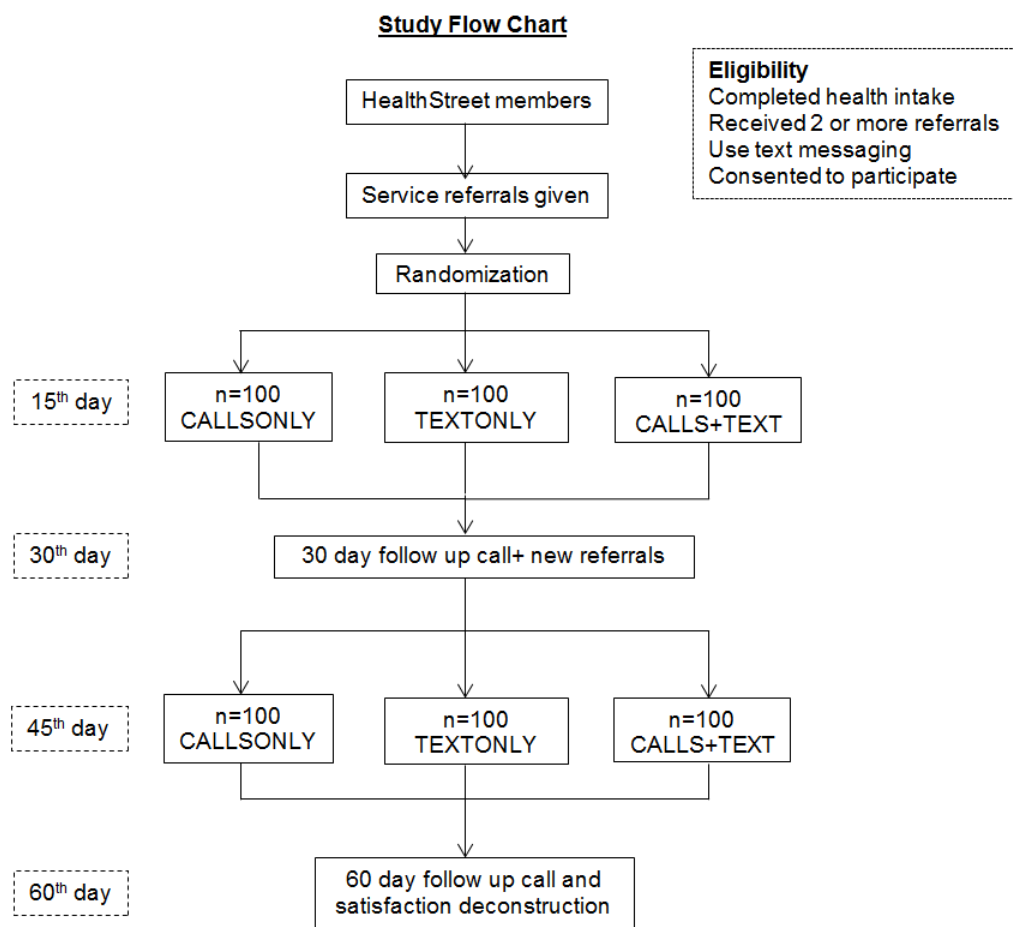 Study Flow Chart
HealthStreet members
Eligibility
Completed health intake
Received 2 or more referrals
Use text messaging
Consented to participate
Service referrals given
Randomization
15th day
n=100
CALLSONLY
n=100
TEXTONLY
n=100
CALLS+TEXT
30th day
30 day follow up call+ new referrals
45th day
n=100
CALLSONLY
n=100
TEXTONLY
n=100
CALLS+TEXT
60th day
60 day follow up call and
satisfaction deconstruction